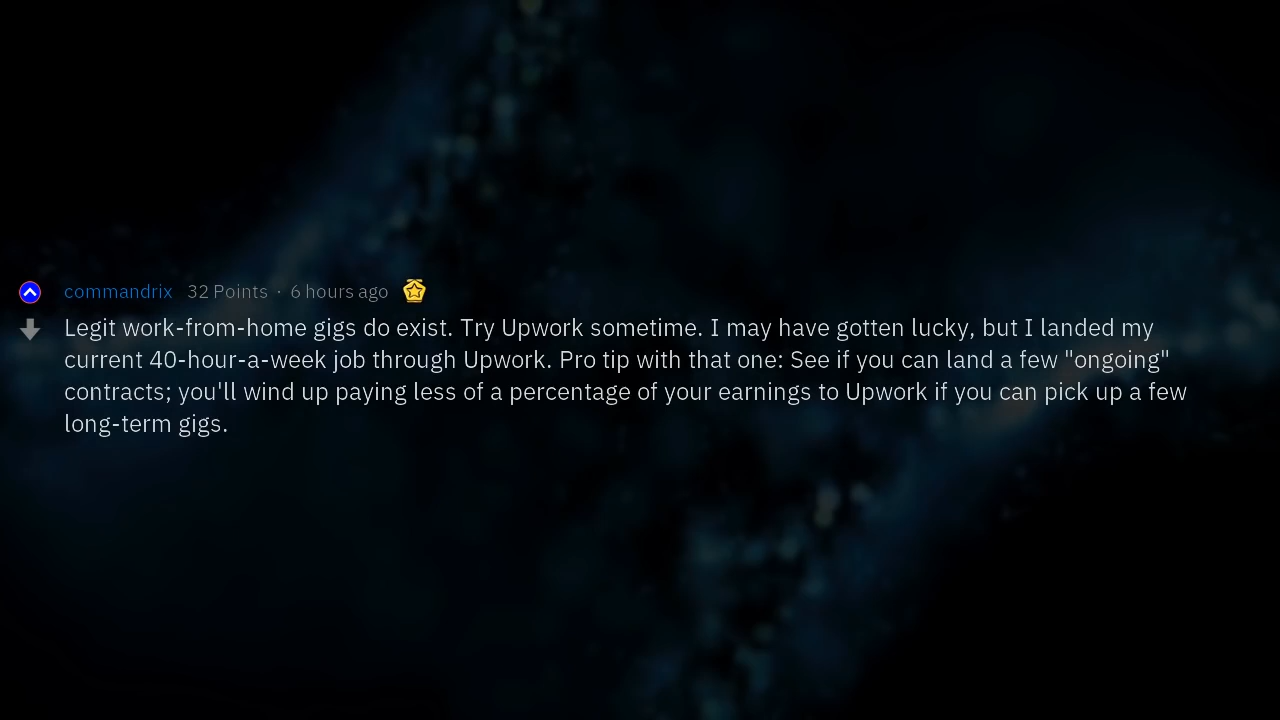 commandrix 32 Points · 6 hours ago
Legit work-from-home gigs do exist. Try Upwork sometime. I may have gotten lucky, but I landed my
current 40-hour-a-week job through Upwork. Pro tip with that one: See if you can land a few "ongoing"
contracts; you'll wind up paying less of a percentage of your earnings to Upwork if you can pick up a few
long-term gigs.